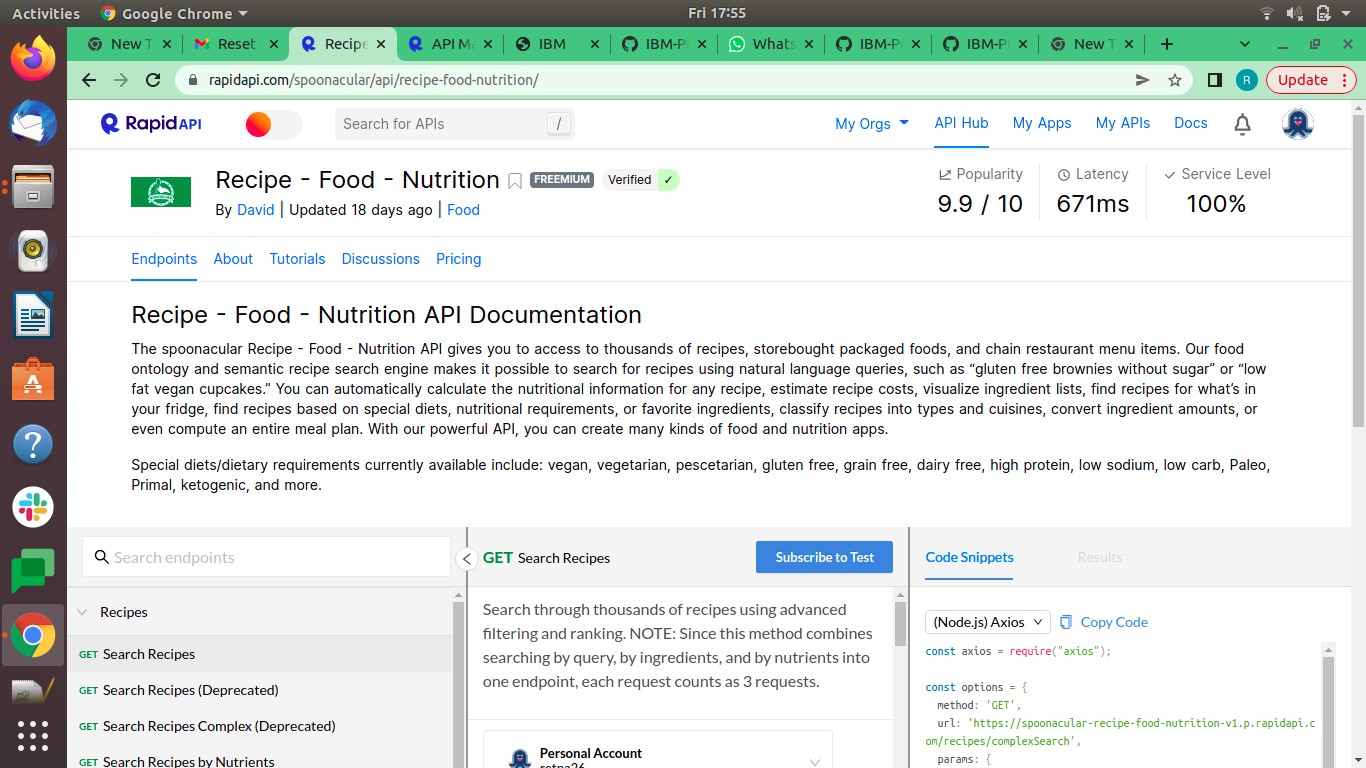 Activities
Google Chrome
Fri 17:55
New T
Reset
Recipe
API Ma
IBM
IBM-P
Whats
IBM-P
IBM-P
New T
rapidapi.com/spoonacular/api/recipe-food-nutrition/
R
Update
Rapid API
Search for APIs
/
My Orgs
API Hub
My Apps
My APIs
Docs
Recipe - Food - Nutrition
FREEMIUM
Verified ✓
By David | Updated 18 days ago | Food
Popularity
9.9 / 10
Latency
671ms
Service Level
100%
Endpoints
About
Tutorials
Discussions
Pricing
Recipe - Food - Nutrition API Documentation
The spoonacular Recipe - Food - Nutrition API gives you to access to thousands of recipes, storebought packaged foods, and chain restaurant menu items. Our food
ontology and semantic recipe search engine makes it possible to search for recipes using natural language queries, such as “gluten free brownies without sugar” or “low
fat vegan cupcakes.” You can automatically calculate the nutritional information for any recipe, estimate recipe costs, visualize ingredient lists, find recipes for what’s in
your fridge, find recipes based on special diets, nutritional requirements, or favorite ingredients, classify recipes into types and cuisines, convert ingredient amounts, or
even compute an entire meal plan. With our powerful API, you can create many kinds of food and nutrition apps.
Special diets/dietary requirements currently available include: vegan, vegetarian, pescetarian, gluten free, grain free, dairy free, high protein, low sodium, low carb, Paleo,
Primal, ketogenic, and more.
Search endpoints
Recipes
GET Search Recipes
GET Search Recipes (Deprecated)
GET Search Recipes Complex (Deprecated)
GET Search Recipes by Nutrients
GET Search Recipes
Subscribe to Test
Search through thousands of recipes using advanced
filtering and ranking. NOTE: Since this method combines
searching by query, by ingredients, and by nutrients into
one endpoint, each request counts as 3 requests.
Personal Account
Code Snippets
Results
(Node.js) Axios
Copy Code
const axios = require("axios");
const options = {
method: 'GET',
url: 'https://spoonacular-recipe-food-nutrition-v1.p.rapidapi.c
om/recipes/complexSearch',
params: {